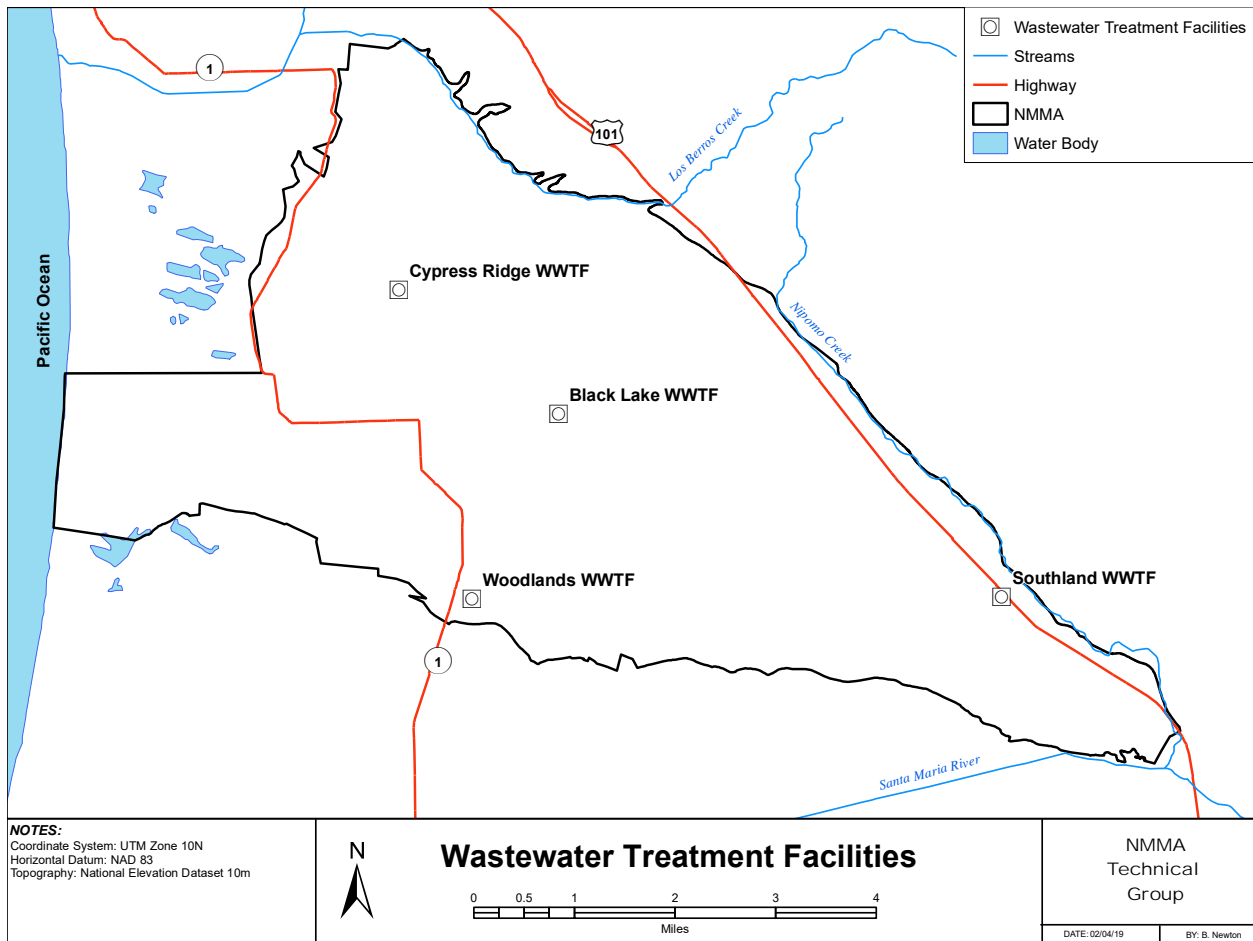 Wastewater Treatment Facilities
Streams
Highway
NMMA
Water Body
1
101
Los Berros Creek
Cypress Ridge WWTF
Pacific Ocean
Nipomo Creek
Black Lake WWTF
Woodlands WWTF
Southland WWTF
1
Santa Maria River
NOTES:
Coordinate System: UTM Zone 10N
Horizontal Datum: NAD 83
Topography: National Elevation Dataset 10m
N
Wastewater Treatment Facilities
0 0.5 1 2 3 4
Miles
NMMA
Technical
Group
DATE: 02/04/19 BY: B. Newton